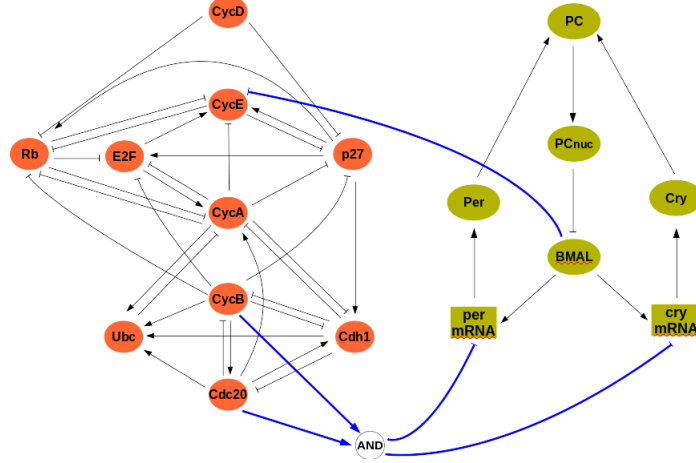 CycD
PC
CycE
Rb
E2F
p27
PCnuc
CycA
Per
Cry
BMAL
CycB
per
mRNA
cry
mRNA
Ubc
Cdh1
Cdc20
AND